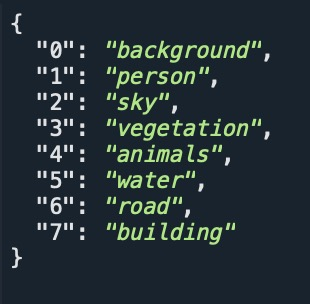 {
  "0": "background",
  "1": "person",
  "2": "sky",
  "3": "vegetation",
  "4": "animals",
  "5": "water",
  "6": "road",
  "7": "building"
}